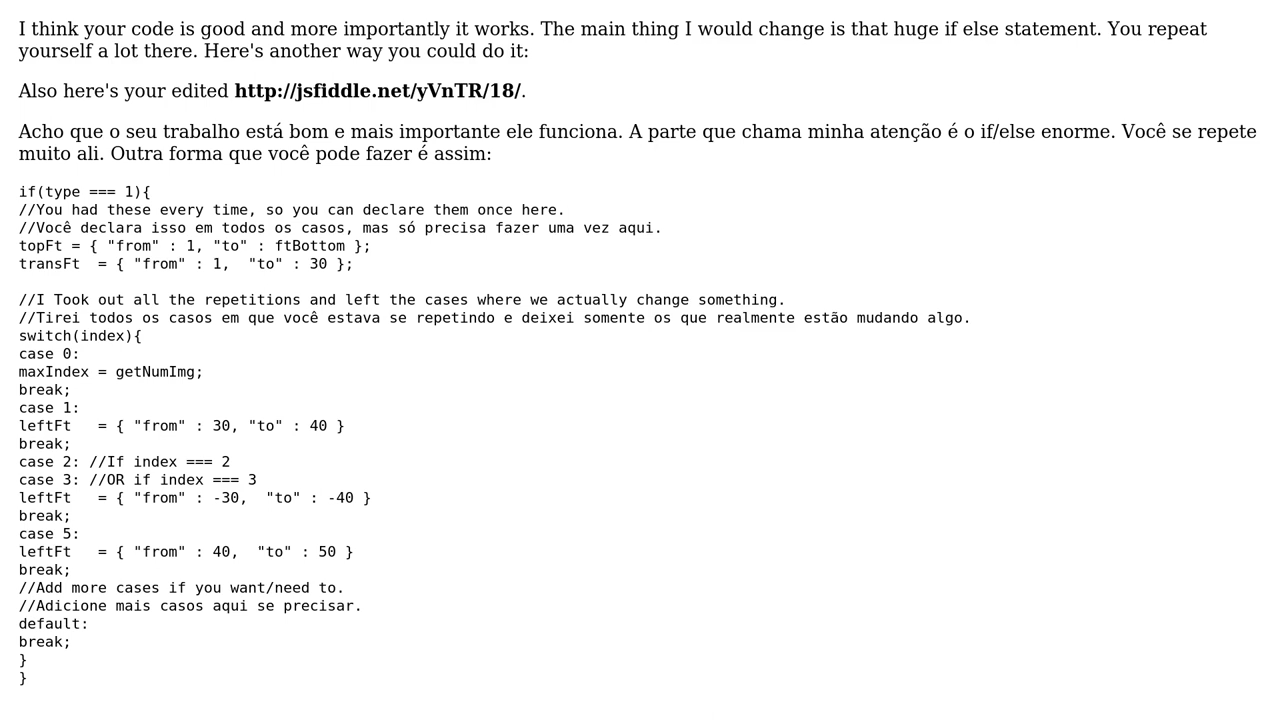 I think your code is good and more importantly it works. The main thing I would change is that huge if else statement. You repeat
yourself a lot there. Here's another way you could do it:
Also here's your edited http://jsfiddle.net/yVnTR/18/.
Acho que o seu trabalho está bom e mais importante ele funciona. A parte que chama minha atenção é o if/else enorme. Você se repete
muito ali. Outra forma que você pode fazer é assim:
if(type === 1){
//You had these every time, so you can declare them once here.
//Você declara isso em todos os casos, mas só precisa fazer uma vez aqui.
topFt = { "from" : 1, "to" : ftBottom };
transFt  = { "from" : 1,  "to" : 30 };
//I Took out all the repetitions and left the cases where we actually change something.
//Tirei todos os casos em que você estava se repetindo e deixei somente os que realmente estão mudando algo.
switch(index){
case 0:
maxIndex = getNumImg;
break;
case 1:
leftFt   = { "from" : 30, "to" : 40 }
break;
case 2: //If index === 2
case 3: //OR if index === 3
leftFt   = { "from" : -30,  "to" : -40 }
break;
case 5:
leftFt   = { "from" : 40,  "to" : 50 }
break;
//Add more cases if you want/need to.
//Adicione mais casos aqui se precisar.
default:
break;
}
}